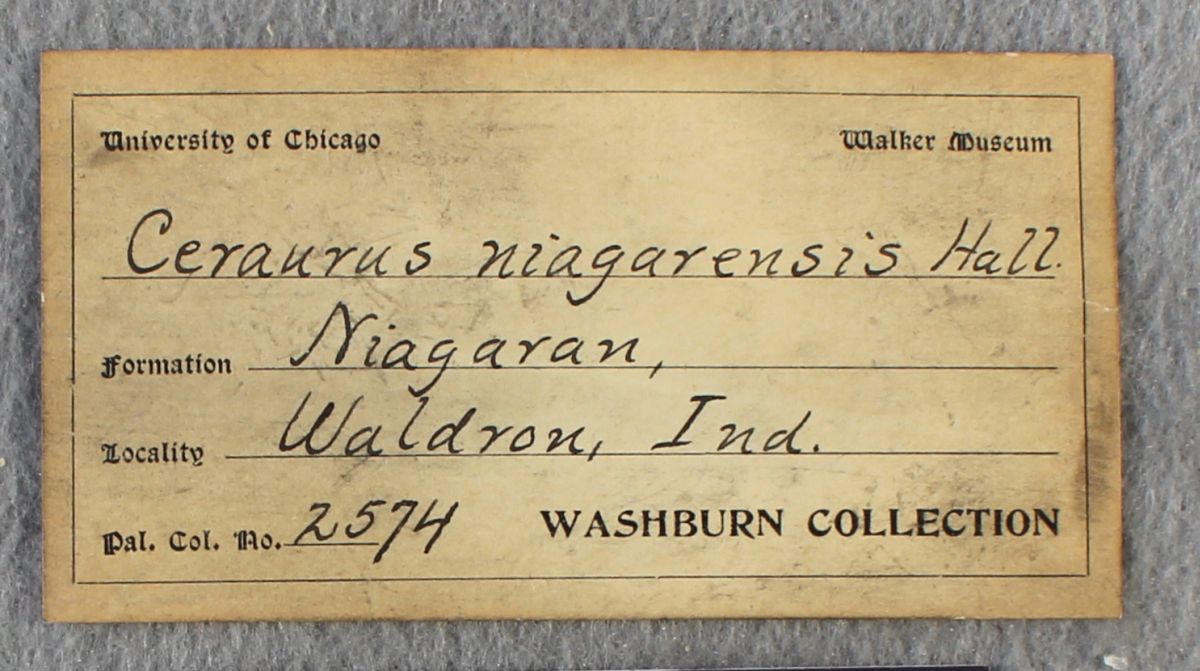 University of Chicago Walker Museum
Ceraurus niagarensis Hall.
Formation Niagaran,
Locality Waldron, Ind.
Pal. Col. No. 2574 WASHBURN COLLECTION